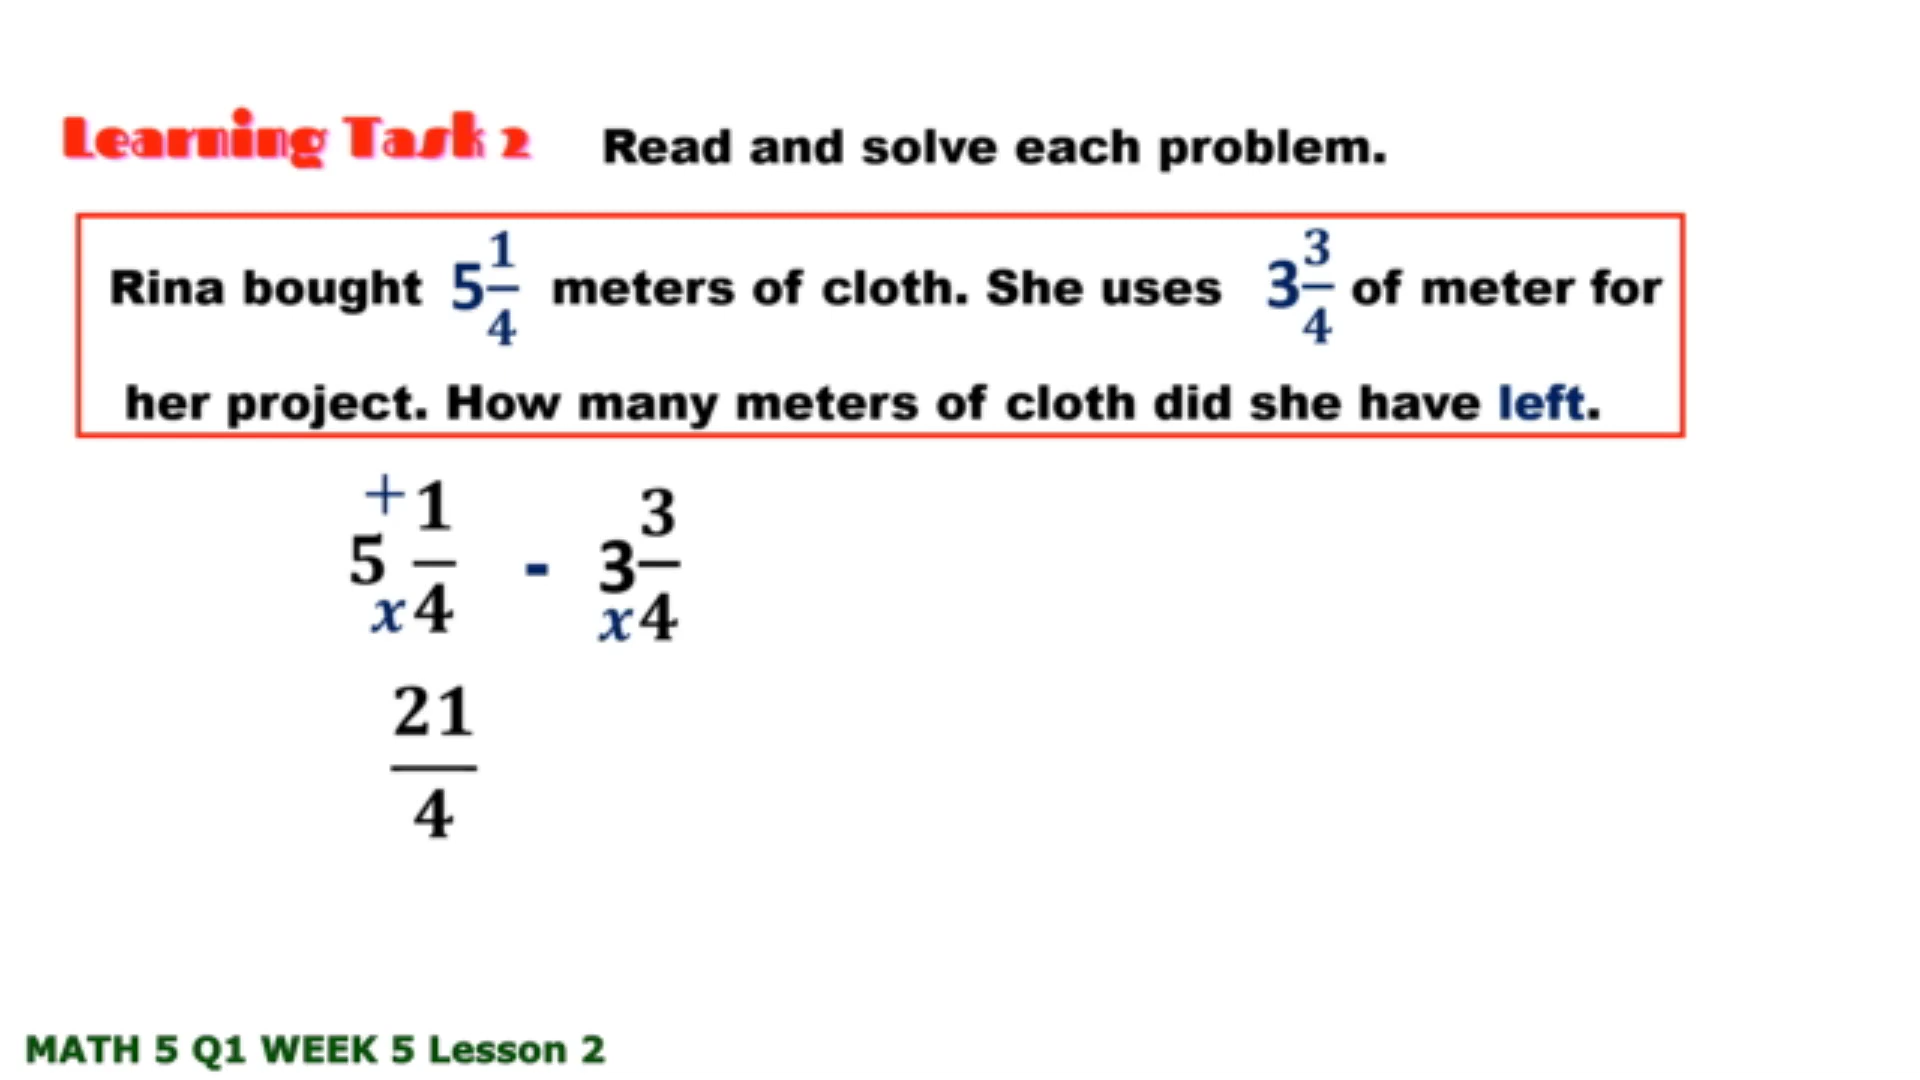 Learning Task 2 Read and solve each problem.
Rina bought 5 1/4 meters of cloth. She uses 3 3/4 of meter for
her project. How many meters of cloth did she have left.
+
5 1/4 - 3 3/4
x x
21/4
MATH 5 Q1 WEEK 5 Lesson 2